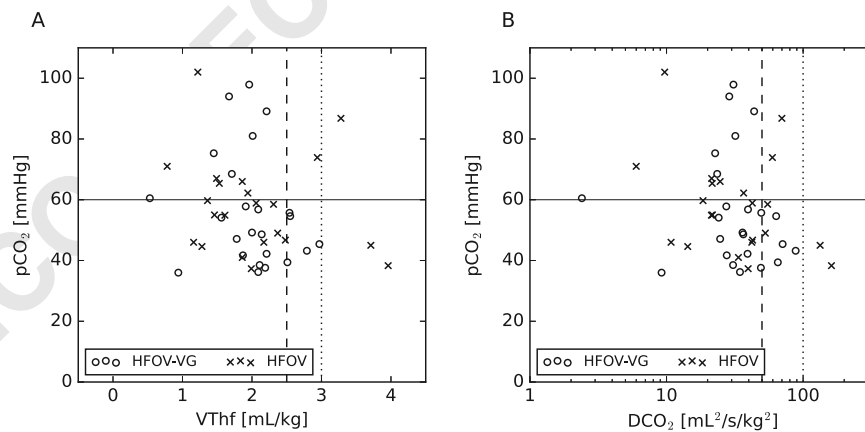 A
B
pCO₂ [mmHg]
100
80
60
40
20
0
HFOV-VG
HFOV
0 1 2 3 4
VThf [mL/kg]
pCO₂ [mmHg]
100
80
60
40
20
0
HFOV-VG
HFOV
1 10 100
DCO₂ [mL²/s/kg²]